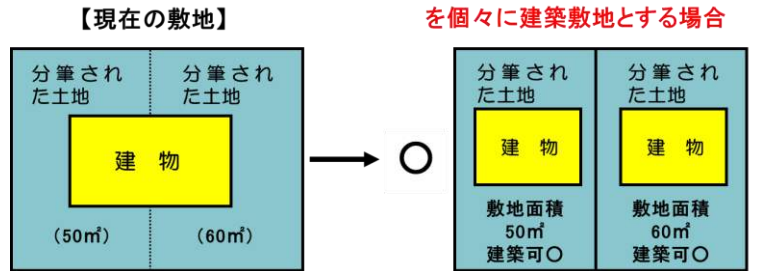 【現在の敷地】
を個々に建築敷地とする場合
分筆され
た土地
分筆され
た土地
建 物
(50㎡)
(60㎡)
○
分筆され
た土地
建 物
敷地面積
50㎡
建築可○
分筆され
た土地
建 物
敷地面積
60㎡
建築可○